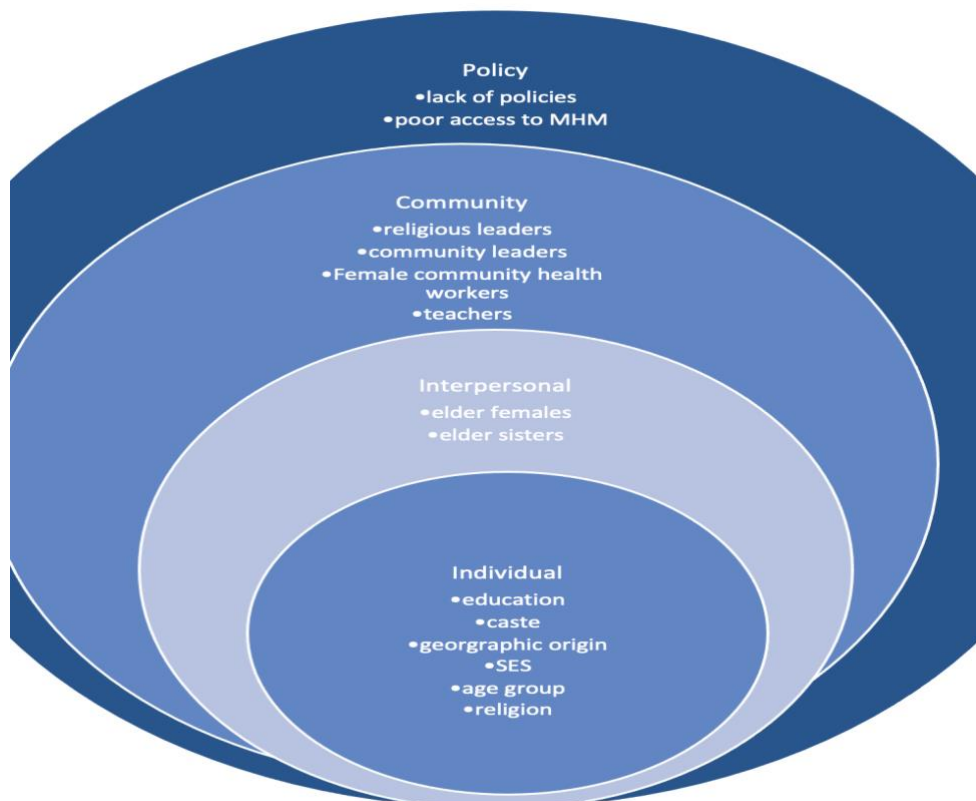 Policy
•lack of policies
•poor access to MHM
Community
•religious leaders
•community leaders
•Female community health
workers
•teachers
Interpersonal
•elder females
•elder sisters
Individual
•education
•caste
•georgraphic origin
•SES
•age group
•religion